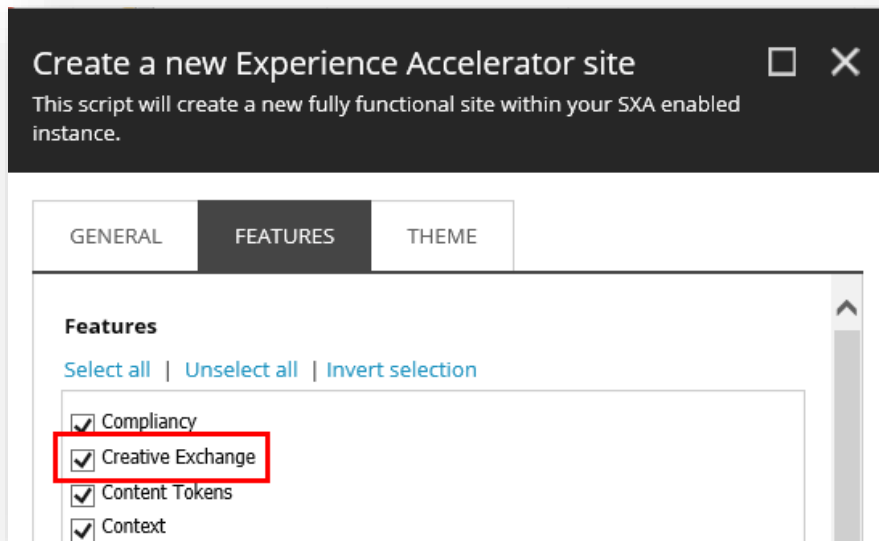 Create a new Experience Accelerator site
This script will create a new fully functional site within your SXA enabled
instance.
GENERAL FEATURES THEME
Features
Select all | Unselect all | Invert selection
Compliancy
Creative Exchange
Content Tokens
Context